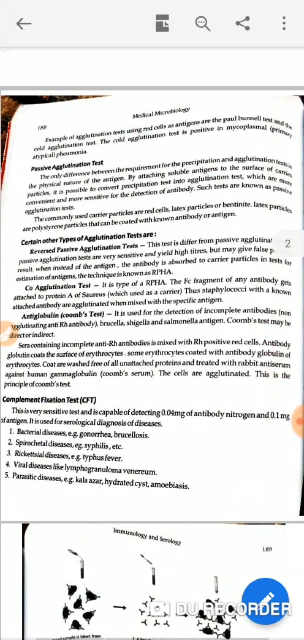 188
Medical Microbiology
Example of agglutination tests using red cells as antigens are the paul bunnell test and the
cold agglutination test. The cold agglutination test is positive in mycoplasmal (primary
atypical) pneumonia.
Passive Agglutination Test
The only difference between the requirement for the precipitation and agglutination tests is
the physical nature of the antigen. By attaching soluble antigens to the surface of carries
particles, it is possible to convert precipitation test into agglutination test, which are more
convenient and more sensitive for the detection of antibody. Such tests are known as passive
agglutination tests.
The commonly used carrier particles are red cells, latex particles or bentinite. latex particles
are polystyrene particles that can be coated with known antibody or antigen.
Certain other Types of Agglutination Tests are :
Reversed Passive Agglutination Tests – This test is differ from passive agglutinat
2
passive agglutination tests are very sensitive and yield high titres, but may give false p
result. when instead of the antigen , the antibody is absorbed to carrier particles in tests for
estimation of antigens, the technique is known as RPHA.
Co Agglutination Test – It is type of a RPHA. The Fc fragment of any antibody gets
attached to protein A of Saureus (which used as a carrier) Thus staphylococci with a known
attached antibody are agglutinated when mixed with the specific antigen.
Antiglobulin (coomb's Test) – It is used for the detection of incomplete antibodies (non
agglutinating anti Rh antibody), brucella, shigella and salmonella antigen. Coomb's test may be
direct or indirect.
Sera containing incomplete anti-Rh antibodies is mixed with Rh positive red cells. Antibody
globulin coats the surface of erythrocytes . some erythrocytes coated with antibody globulin of
erythrocytes. Coat are washed free of all unattached proteins and treated with rabbit antiserum
against human gammaglobulin (coomb's serum). The cells are agglutinated. This is the
principle of coomb's test.
Complement Fixation Test (CFT)
This is very sensitive test and is capable of detecting 0.04mg of antibody nitrogen and 0.1 mg
of antigen. It is used for serological diagnosis of diseases.
1. Bacterial diseases, e.g. gonorrhea, brucellosis.
2. Spirochetal diseases, eg. syphilis, etc.
3. Rickettsial diseases, e.g. typhus fever.
4. Viral diseases like lymphogranuloma venereum.
5. Parasitic diseases, e.g. kala azar, hydrated cyst, amoebiasis.
Immunology and Serology
189
DU RECORDER
sample is taken from